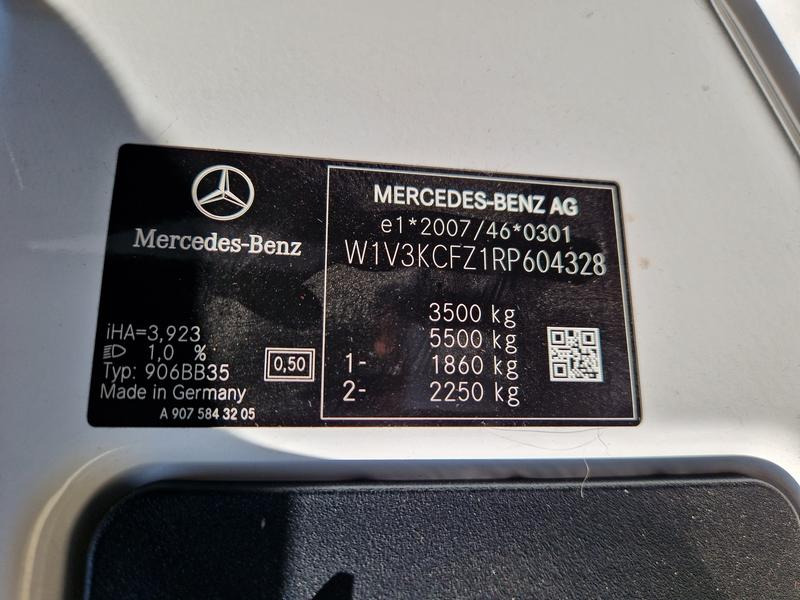 Mercedes-Benz
iHA=3,923
1,0 %
Typ: 906BB35
Made in Germany
A 907 584 32 05
0,50
MERCEDES-BENZ AG
e1*2007/46*0301
W1V3KCFZ1RP604328
3500 kg
5500 kg
1- 1860 kg
2- 2250 kg